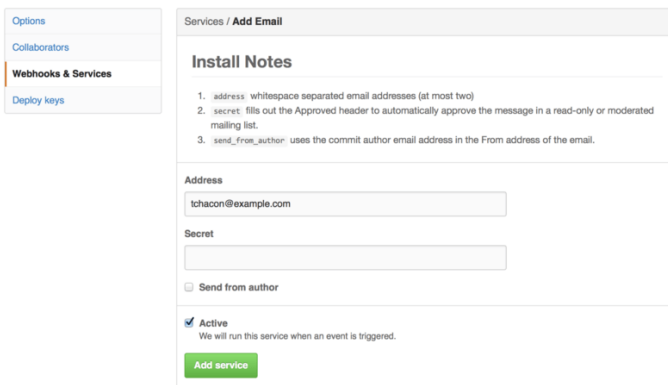 Options
Collaborators
Webhooks & Services
Deploy keys
Services / Add Email
Install Notes
1. address whitespace separated email addresses (at most two)
2. secret fills out the Approved header to automatically approve the message in a read-only or moderated
mailing list.
3. send_from_author uses the commit author email address in the From address of the email.
Address
tchacon@example.com
Secret
Send from author
Active
We will run this service when an event is triggered.
Add service